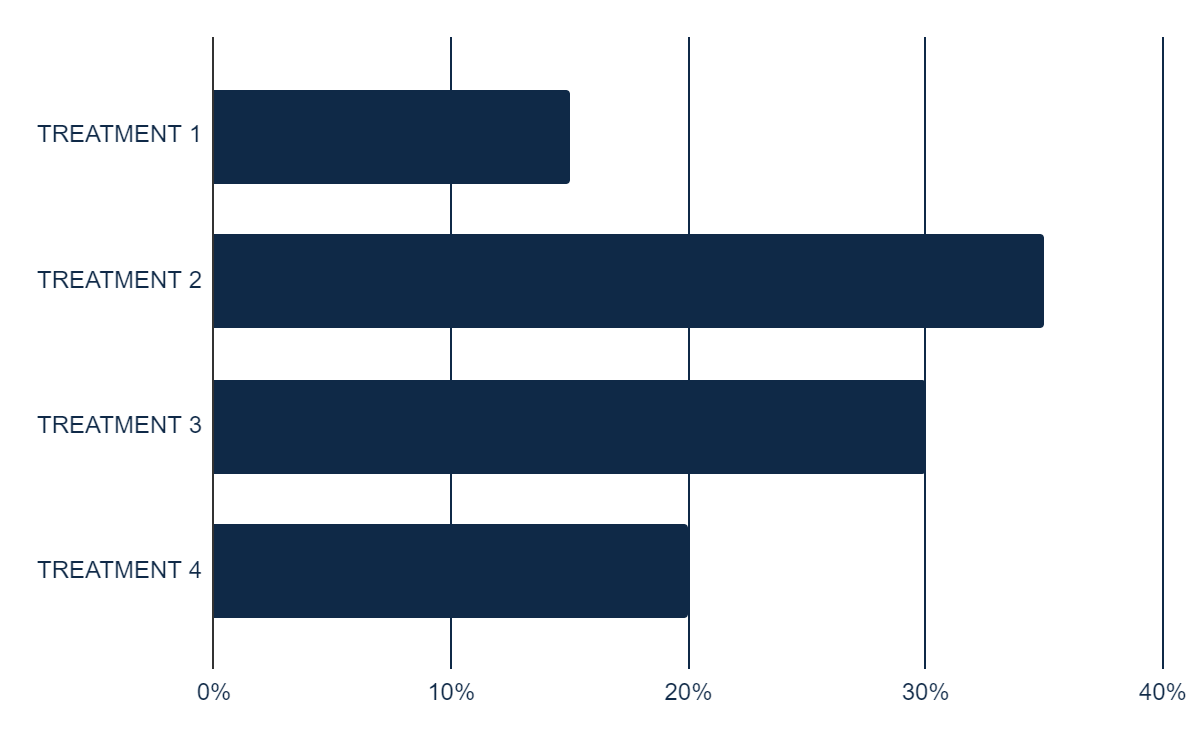 TREATMENT 1
TREATMENT 2
TREATMENT 3
TREATMENT 4
0% 10% 20% 30% 40%